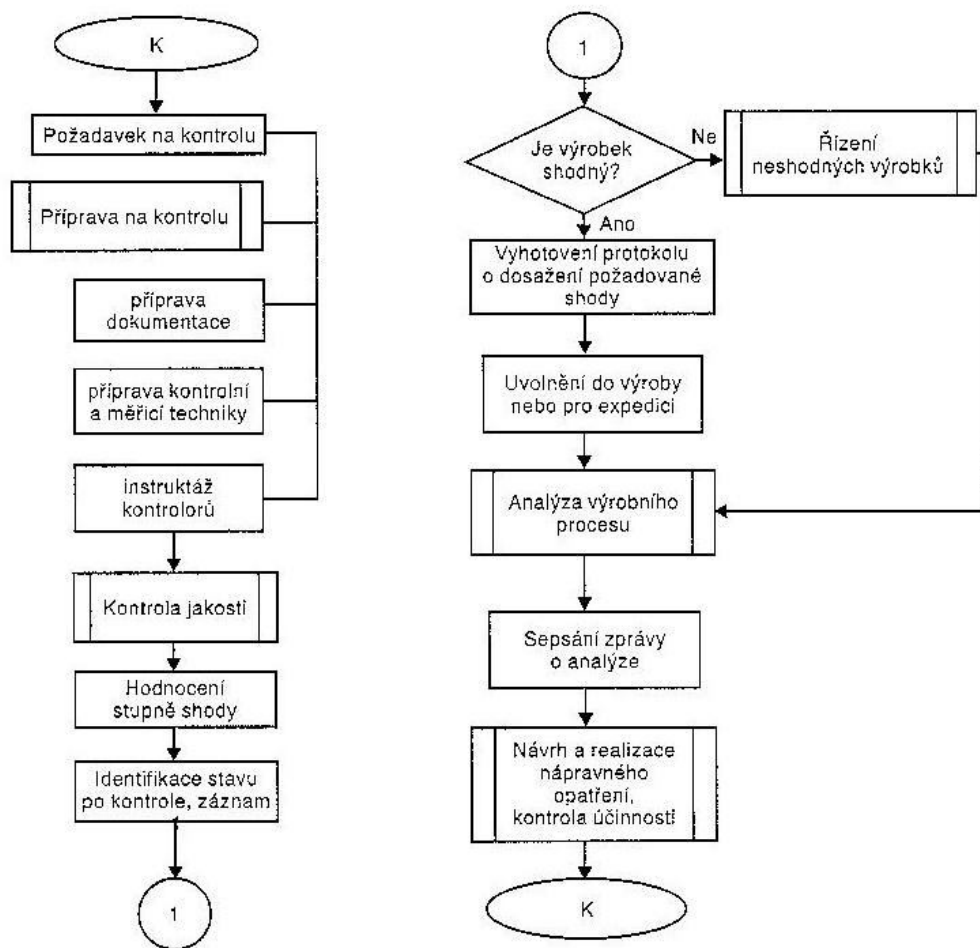 K
Požadavek na kontrolu
Příprava na kontrolu
příprava
dokumentace
příprava kontrolní
a měřicí techniky
instruktáž
kontrolorů
Kontrola jakosti
Hodnocení
stupně shody
Identifikace stavu
po kontrole, záznam
1
1
Je výrobek
shodný?
Ne
Řízení
neshodných výrobků
Ano
Vyhotovení protokolu
o dosažení požadované
shody
Uvolnění do výroby
nebo pro expedici
Analýza výrobního
procesu
Sepsání zprávy
o analýze
Návrh a realizace
nápravného
opatření,
kontrola účinnosti
K